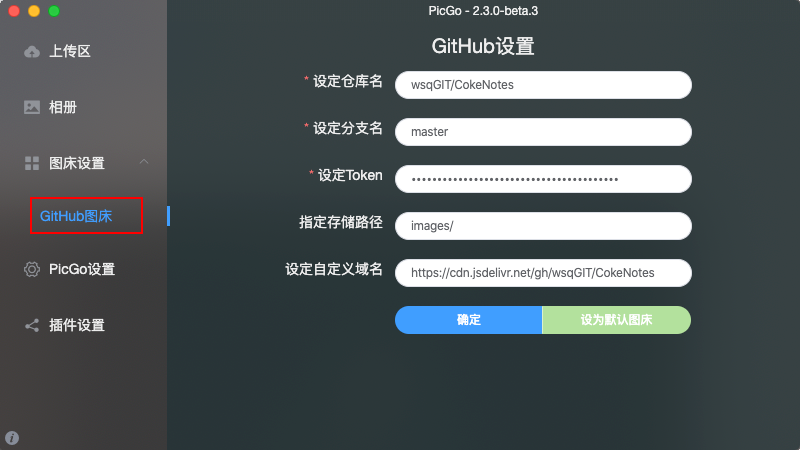 PicGo - 2.3.0-beta.3
上传区
相册
图床设置
GitHub图床
PicGo设置
插件设置
GitHub设置
* 设定仓库名
wsqGIT/CokeNotes
* 设定分支名
master
* 设定Token
指定存储路径
images/
设定自定义域名
https://cdn.jsdelivr.net/gh/wsqGIT/CokeNotes
确定
设为默认图床